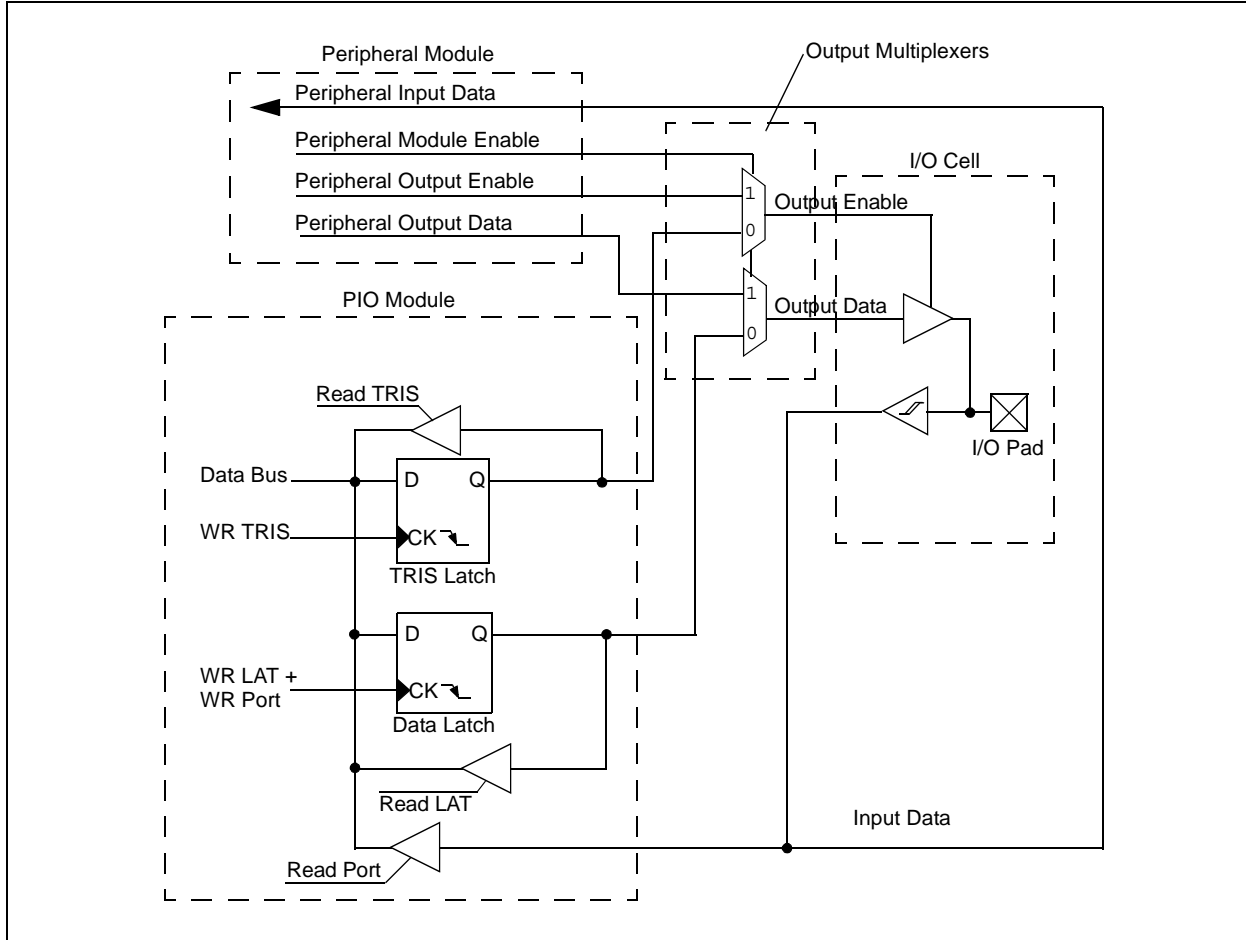 Peripheral Module
Output Multiplexers
Peripheral Input Data
Peripheral Module Enable
I/O Cell
Peripheral Output Enable
1
Output Enable
Peripheral Output Data
0
PIO Module
1
Output Data
0
Read TRIS
I/O Pad
Data Bus
D
Q
WR TRIS
CK
TRIS Latch
D
Q
WR LAT +
WR Port
CK
Data Latch
Read LAT
Input Data
Read Port